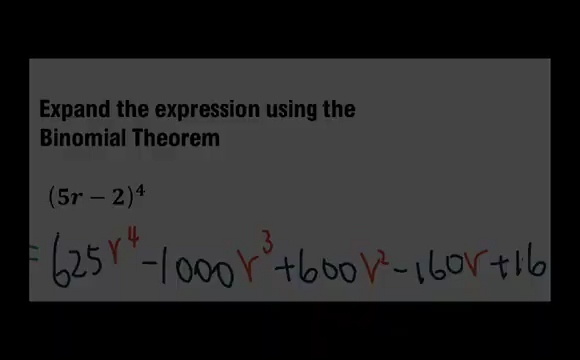 Expand the expression using the
Binomial Theorem
(5r − 2)⁴
= 625r⁴ - 1000r³ + 600r² - 160r + 16